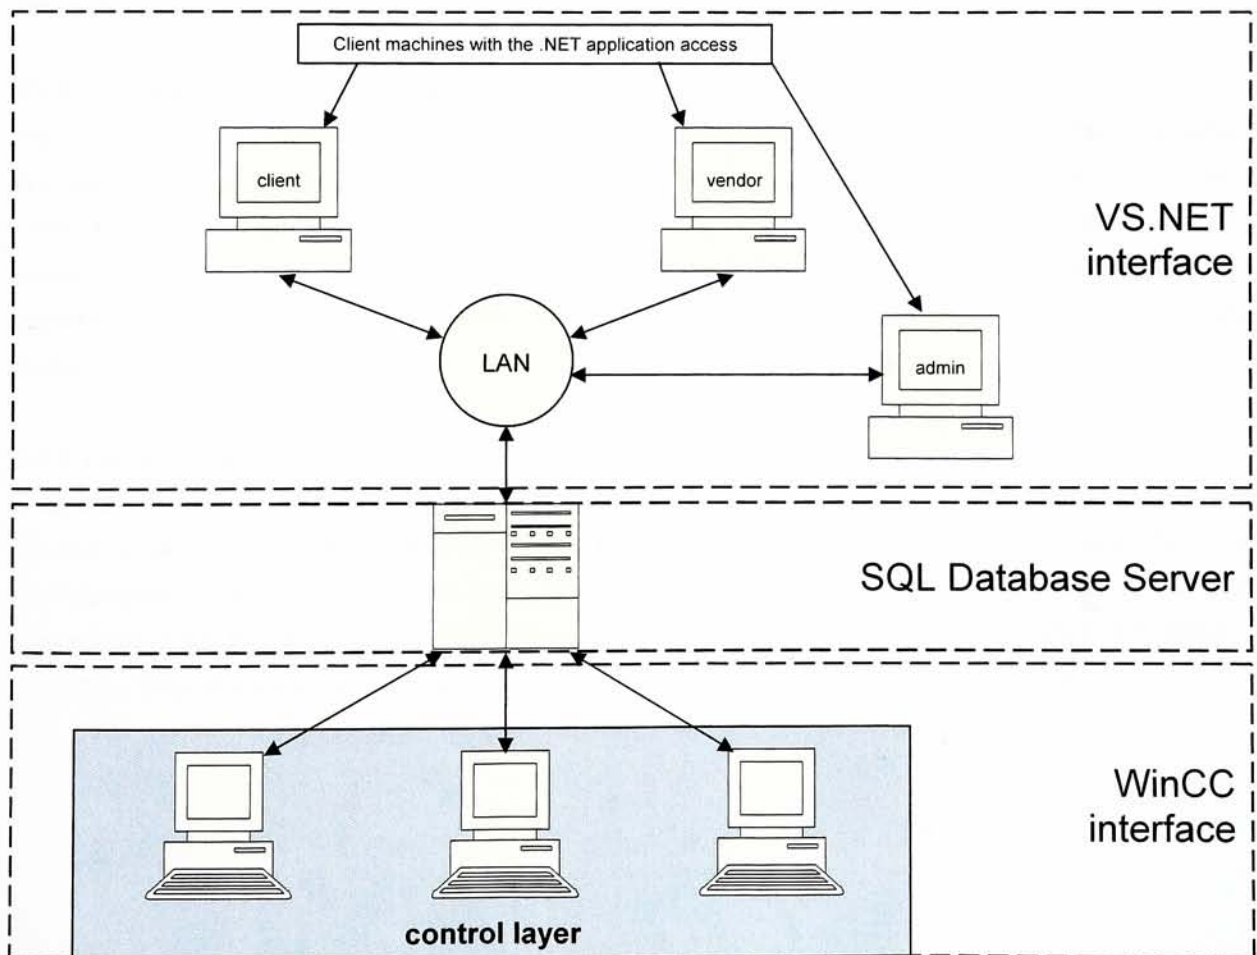 Client machines with the .NET application access
client
vendor
VS.NET
interface
LAN
admin
SQL Database Server
WinCC
interface
control layer